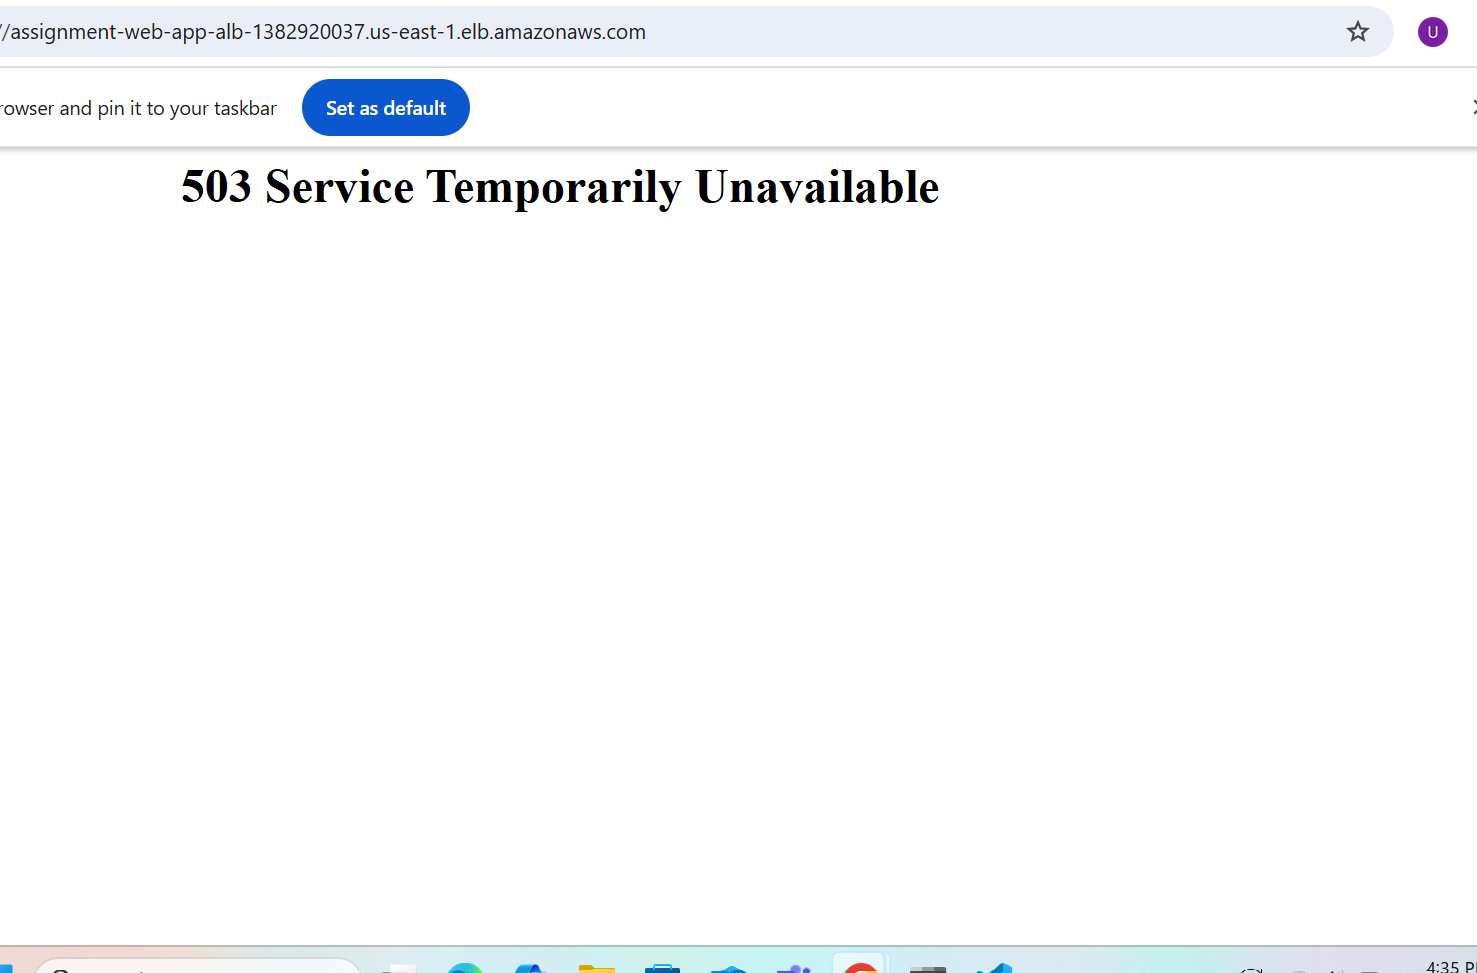 //assignment-web-app-alb-1382920037.us-east-1.elb.amazonaws.com
U
rowser and pin it to your taskbar
Set as default
503 Service Temporarily Unavailable
4:35 P